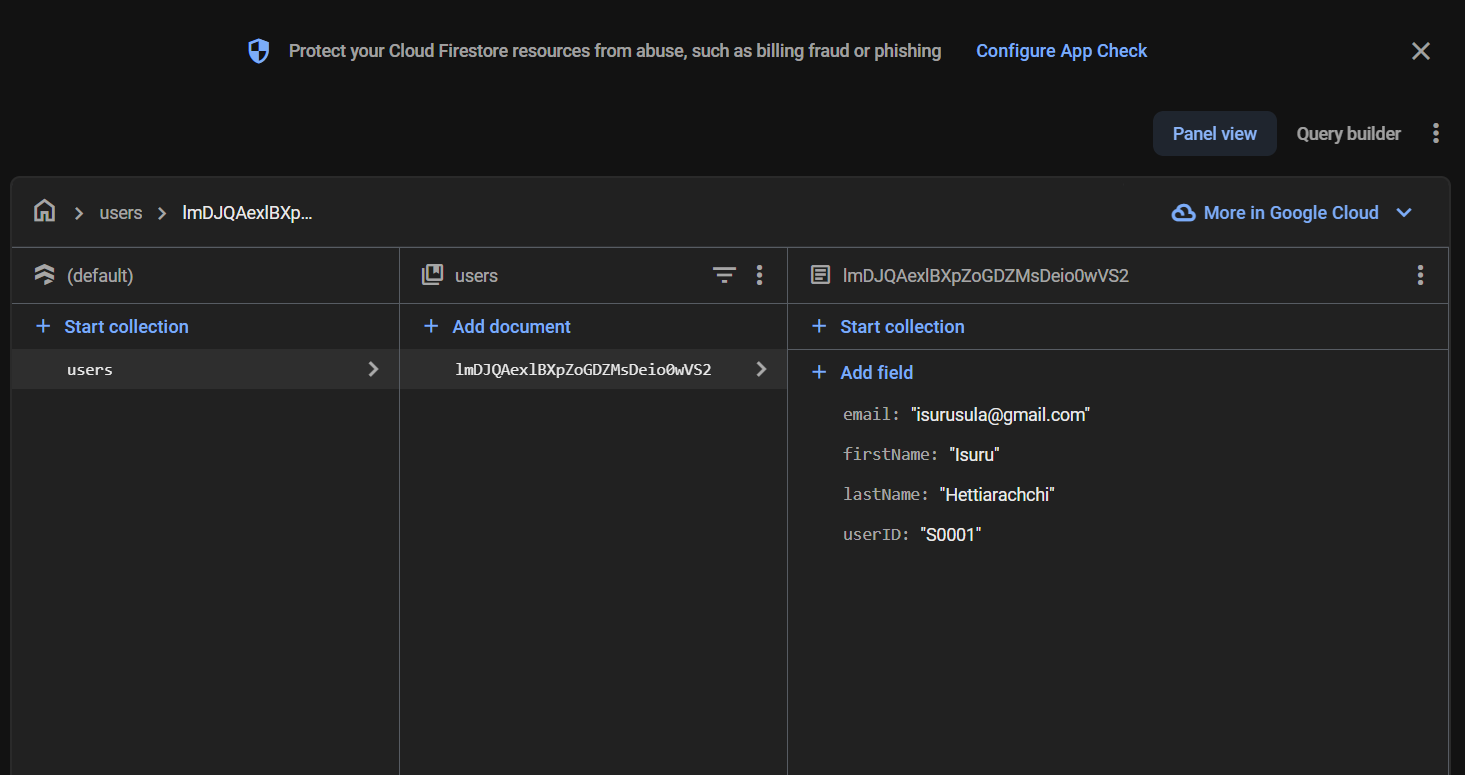 Protect your Cloud Firestore resources from abuse, such as billing fraud or phishing Configure App Check
Panel view Query builder
users lmDJQAexlBXp...
More in Google Cloud
(default) users lmDJQAexlBXpZoGDZMsDeio0wVS2
+ Start collection + Add document + Start collection
users lmDJQAexlBXpZoGDZMsDeio0wVS2
+ Add field
email: "isurusula@gmail.com"
firstName: "Isuru"
lastName: "Hettiarachchi"
userID: "S0001"